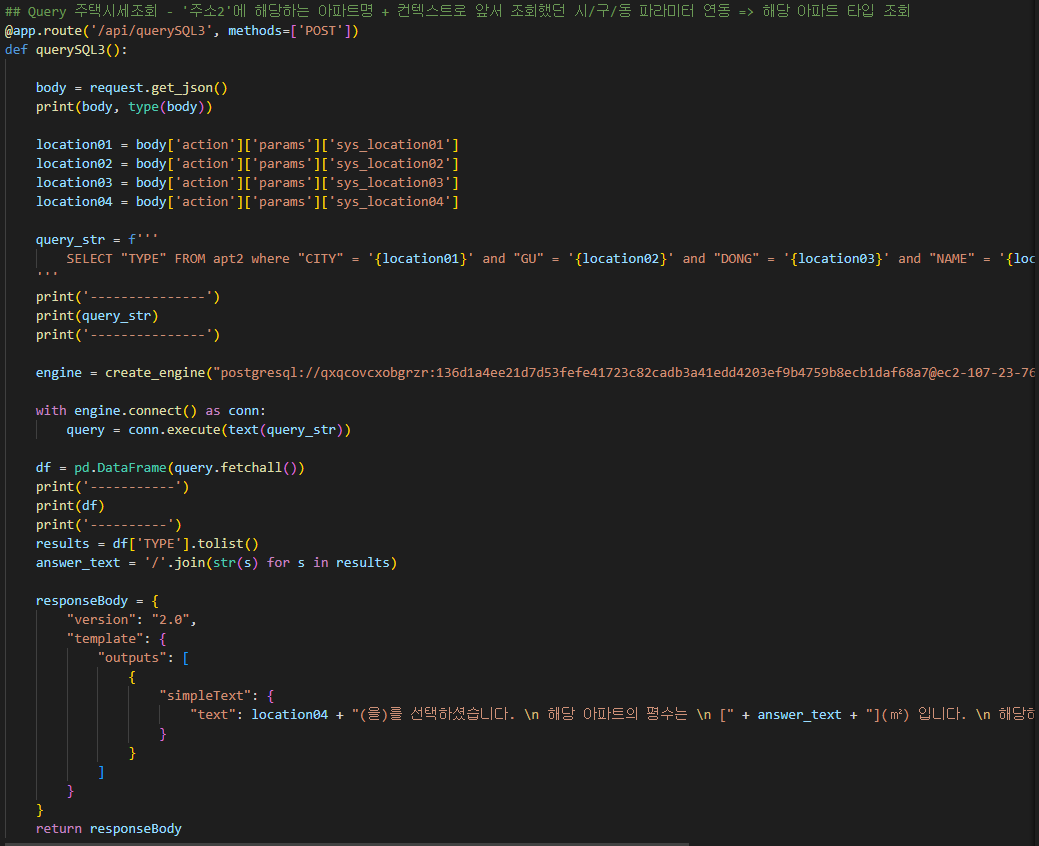 ## Query 주택시세조회 - '주소2'에 해당하는 아파트명 + 컨텍스트로 앞서 조회했던 시/구/동 파라미터 연동 => 해당 아파트 타입 조회
@app.route('/api/querySQL3', methods=['POST'])
def querySQL3():
body = request.get_json()
print(body, type(body))
location01 = body['action']['params']['sys_location01']
location02 = body['action']['params']['sys_location02']
location03 = body['action']['params']['sys_location03']
location04 = body['action']['params']['sys_location04']
query_str = f'''
SELECT "TYPE" FROM apt2 where "CITY" = '{location01}' and "GU" = '{location02}' and "DONG" = '{location03}' and "NAME" = '{loc
'''
print('---------------')
print(query_str)
print('---------------')
engine = create_engine("postgresql://qxqcovcxobgrzr:136d1a4ee21d7d53fefe41723c82cadb3a41edd4203ef9b4759b8ecb1daf68a7@ec2-107-23-76
with engine.connect() as conn:
query = conn.execute(text(query_str))
df = pd.DataFrame(query.fetchall())
print('-----------')
print(df)
print('----------')
results = df['TYPE'].tolist()
answer_text = '/'.join(str(s) for s in results)
responseBody = {
"version": "2.0",
"template": {
"outputs": [
{
"simpleText": {
"text": location04 + "(을)를 선택하셨습니다. \n 해당 아파트의 평수는 \n [" + answer_text + "](㎡) 입니다. \n 해당하
}
}
]
}
}
return responseBody